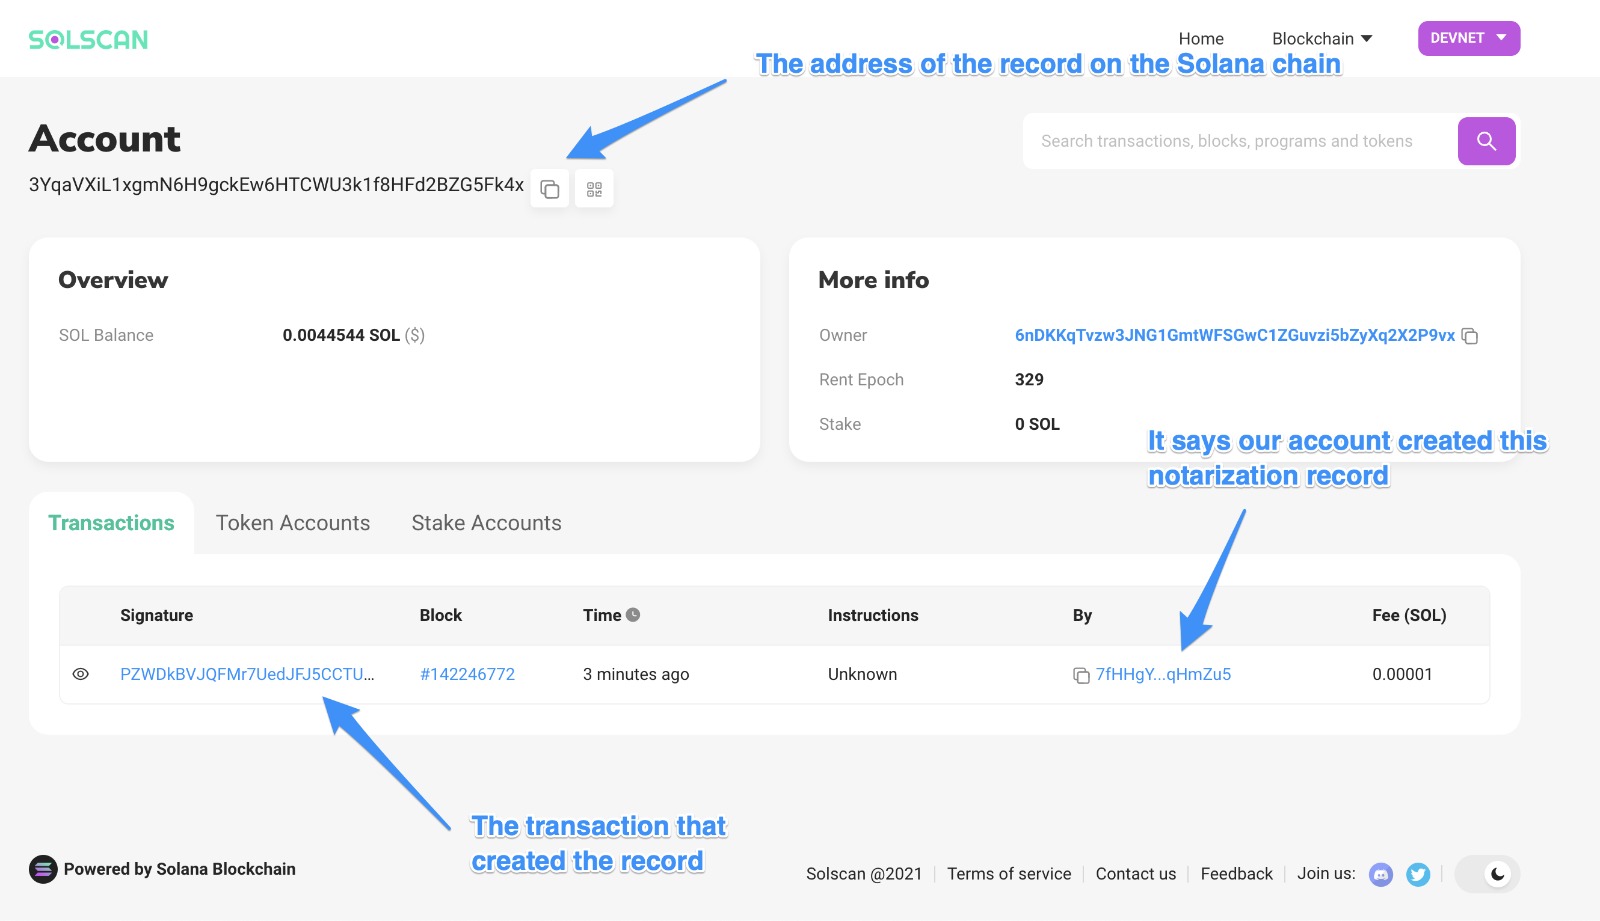 SOLSCAN
Home
Blockchain
DEVNET
The address of the record on the Solana chain
Account
Search transactions, blocks, programs and tokens
3YqaVXiL1xgmN6H9gckEw6HTCWU3k1f8HFd2BZG5Fk4x
Overview
SOL Balance
0.0044544 SOL ($)
More info
Owner
6nDKKqTvzw3JNG1GmtWFSGwC1ZGuvzi5bZyXq2X2P9vx
Rent Epoch
329
Stake
0 SOL
It says our account created this
notarization record
Transactions
Token Accounts
Stake Accounts
Signature
Block
Time
Instructions
By
Fee (SOL)
PZWDkBVJQFMr7UedJFJ5CCTU...
#142246772
3 minutes ago
Unknown
7fHHgY...qHmZu5
0.00001
The transaction that
created the record
Powered by Solana Blockchain
Solscan @2021
Terms of service
Contact us
Feedback
Join us: